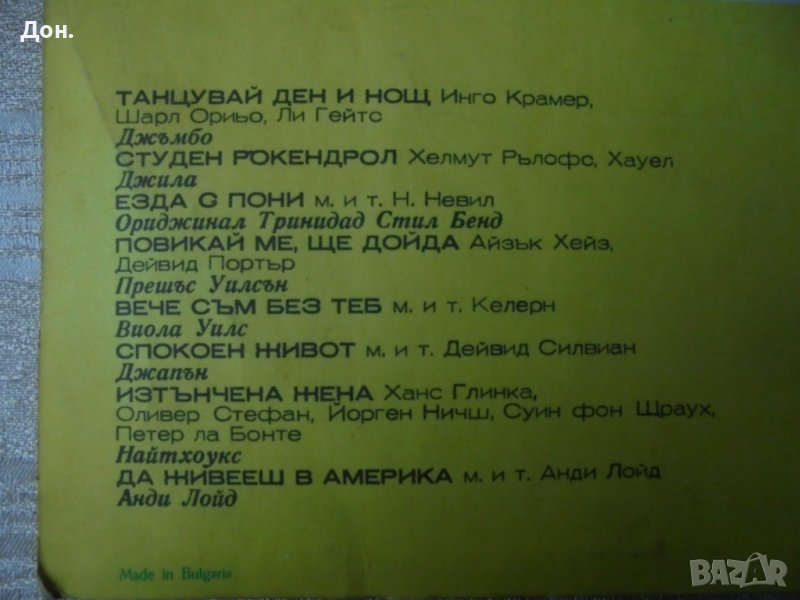 Дон.
ТАНЦУВАЙ ДЕН И НОЩ Инго Крамер,
Шарл Орињо, Ли Гейтс
Джъмбо
СТУДЕН РОКЕНДРОЛ Хелмут Рълофс, Хауел
Джила
ЕЗДА С ПОНИ м. и т. Н. Невил
Ориджинал Тринидад Стил Бенд
ПОВИКАЙ МЕ, ЩЕ ДОЙДА Айзък Хейз,
Дейвид Портър
Прешъс Уилсън
ВЕЧЕ СЪМ БЕЗ ТЕБ м. и т. Келерн
Виола Уилс
СПОКОЕН ЖИВОТ м. и т. Дейвид Силвиан
Джапън
ИЗТЪНЧЕНА ЖЕНА Ханс Глинка,
Оливер Стефан, Йорген Ничш, Суин фон Щраух,
Петер ла Бонте
Найтхоукс
ДА ЖИВЕЕШ В АМЕРИКА м. и т. Анди Лойд
Анди Лойд
Made in Bulgaria
BAZAR